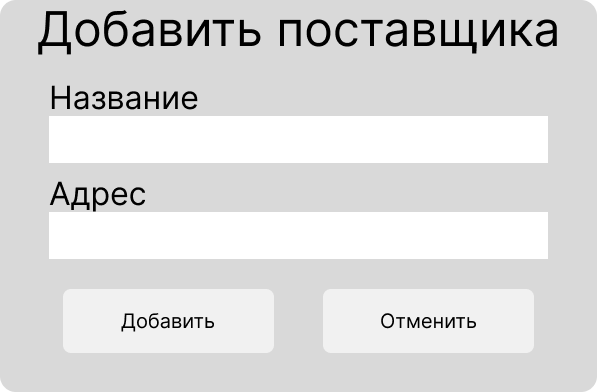 Добавить поставщика
Название
Адрес
Добавить
Отменить